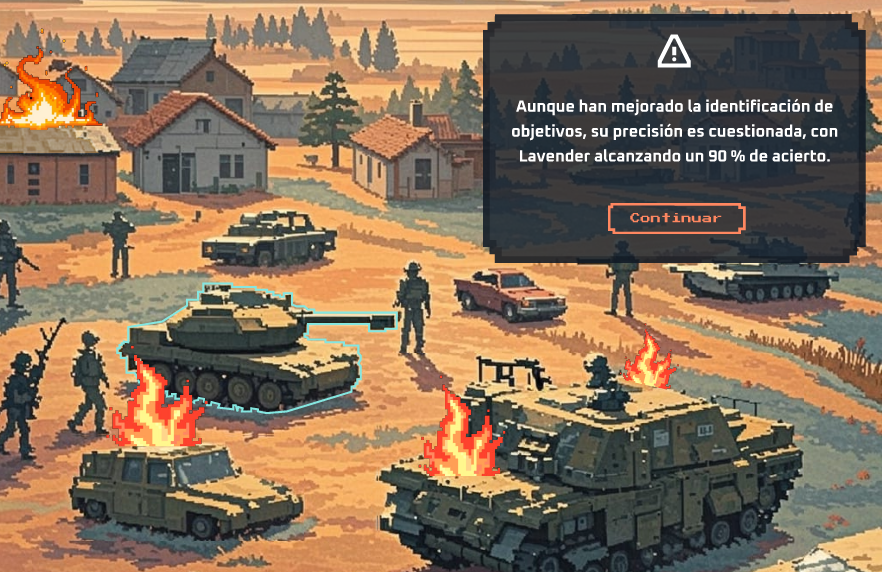 Aunque han mejorado la identificación de
objetivos, su precisión es cuestionada, con
Lavender alcanzando un 90 % de acierto.
Continuar